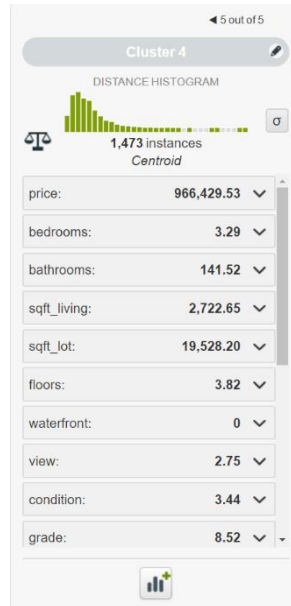 ◀ 5 out of 5
Cluster 4
DISTANCE HISTOGRAM
σ
1,473 instances
Centroid
price: 966,429.53
bedrooms: 3.29
bathrooms: 141.52
sqft_living: 2,722.65
sqft_lot: 19,528.20
floors: 3.82
waterfront: 0
view: 2.75
condition: 3.44
grade: 8.52